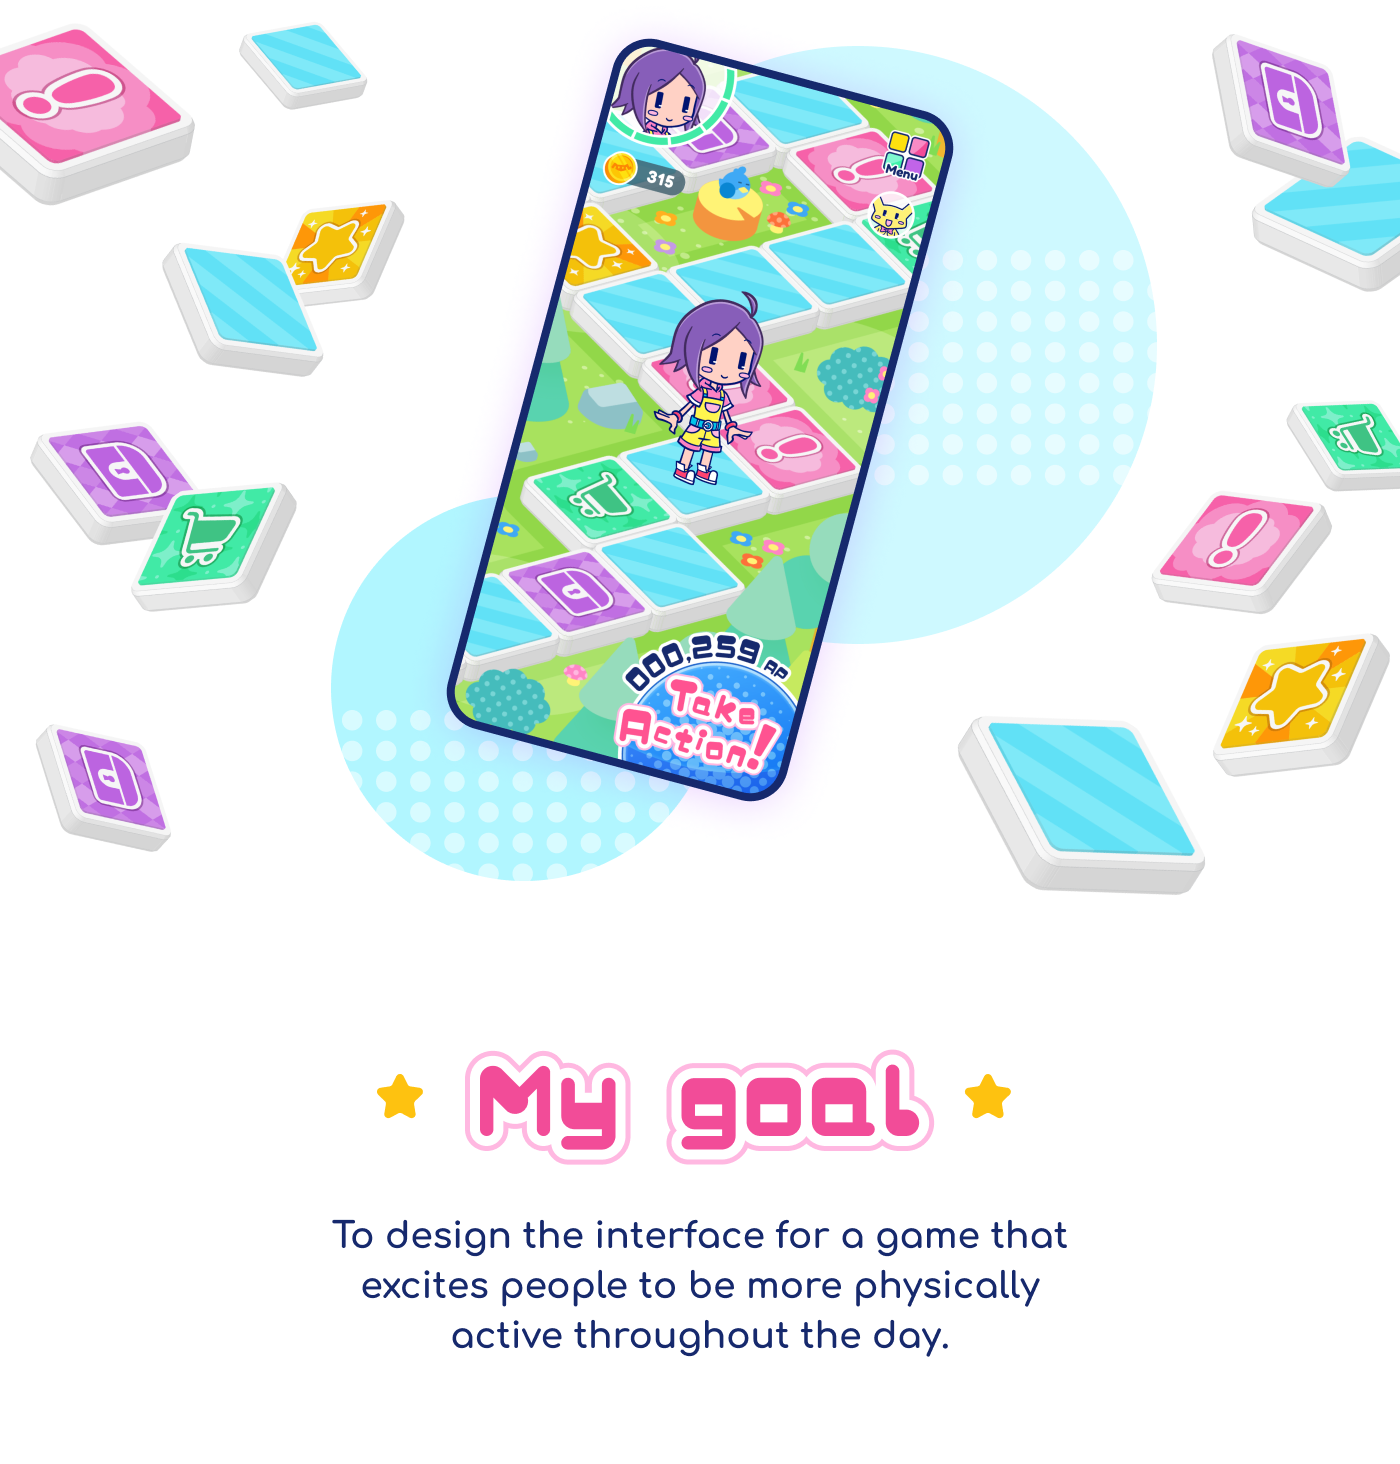 Menu
315
000,259 AP
Take
Action!
My goal
To design the interface for a game that
excites people to be more physically
active throughout the day.